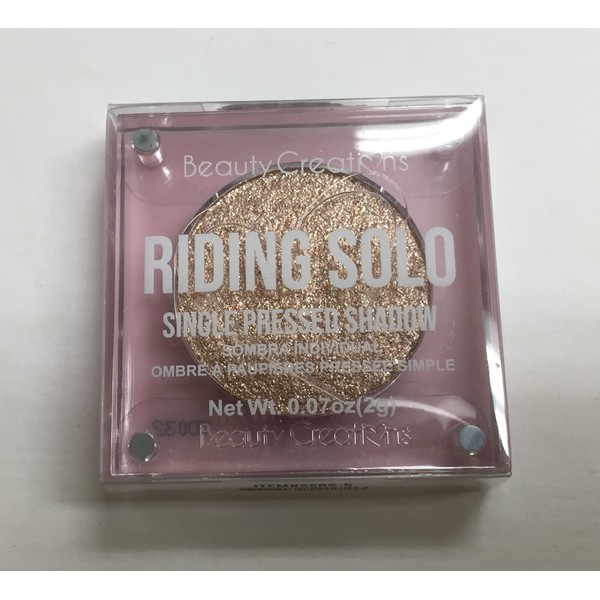 Beauty Creations
RIDING SOLO
SINGLE PRESSED SHADOW
SOMBRA INDIVIDUAL
OMBRE À PAUPIÈRES PRESSÉE SIMPLE
Net Wt. 0.07oz(2g)
Beauty Creations